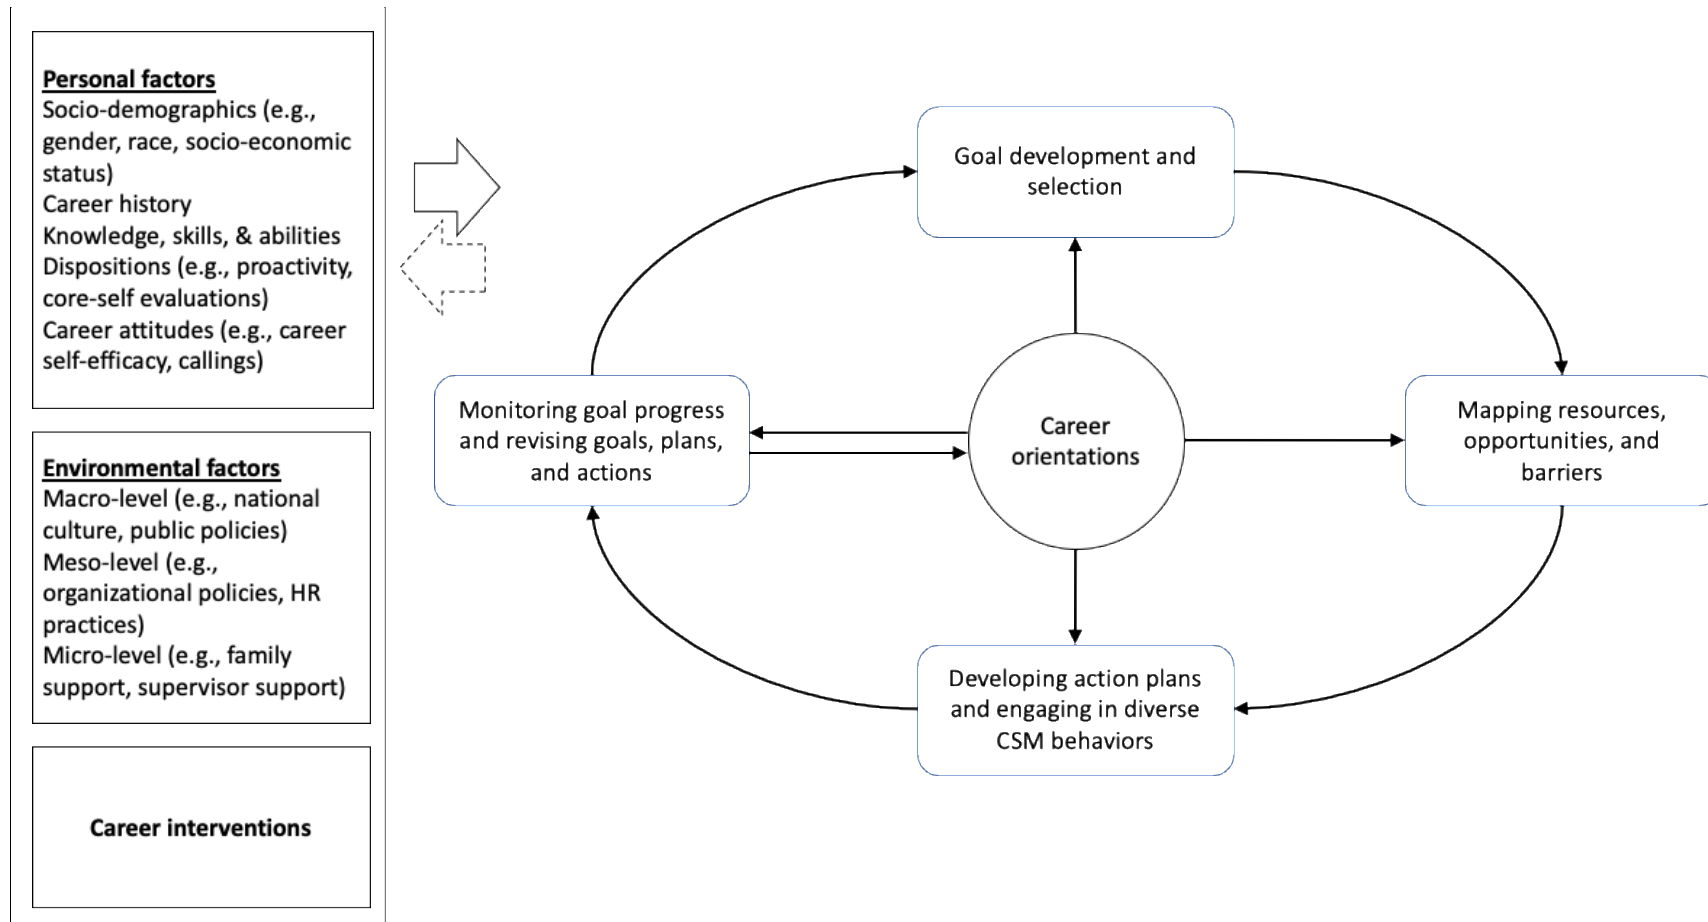 Personal factors
Socio-demographics (e.g.,
gender, race, socio-economic
status)
Career history
Knowledge, skills, & abilities
Dispositions (e.g., proactivity,
core-self evaluations)
Career attitudes (e.g., career
self-efficacy, callings)
Environmental factors
Macro-level (e.g., national
culture, public policies)
Meso-level (e.g.,
organizational policies, HR
practices)
Micro-level (e.g., family
support, supervisor support)
Career interventions
Goal development and
selection
Monitoring goal progress
and revising goals, plans,
and actions
Career
orientations
Mapping resources,
opportunities, and
barriers
Developing action plans
and engaging in diverse
CSM behaviors